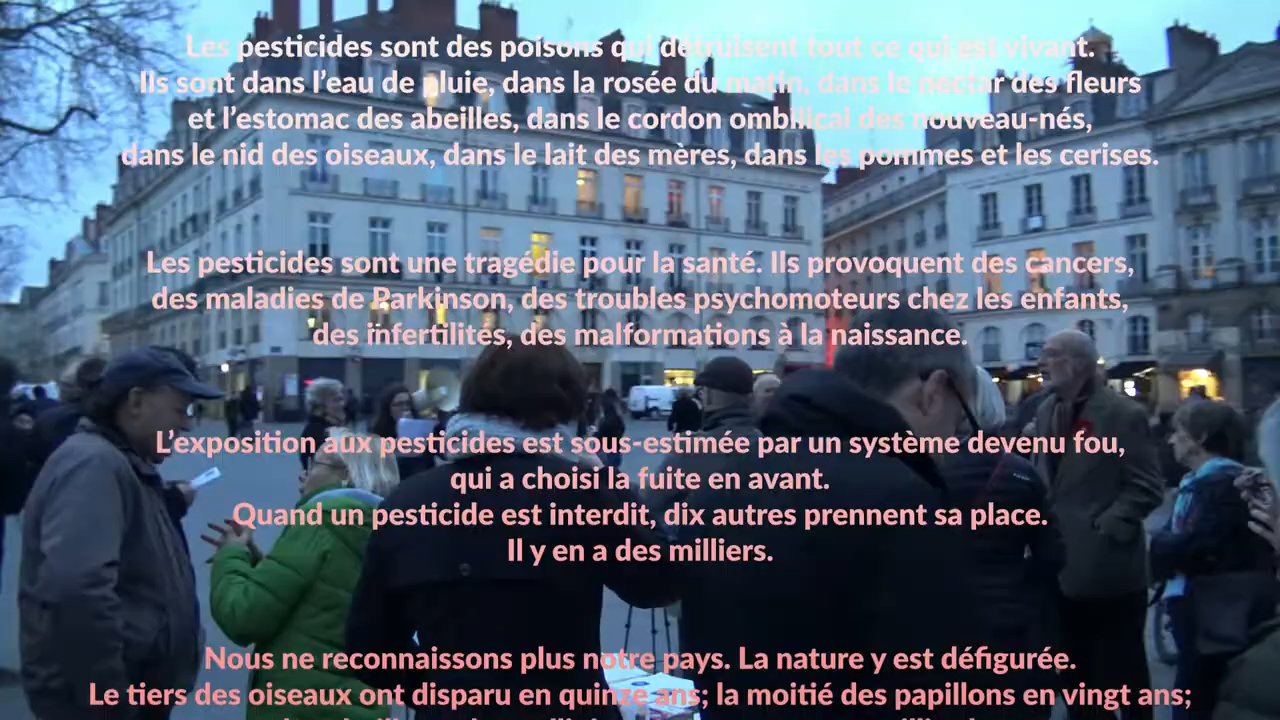 Les pesticides sont des poisons qui détruisent tout ce qui est vivant.
Ils sont dans l'eau de pluie, dans la rosée du matin, dans le nectar des fleurs
et l'estomac des abeilles, dans le cordon ombilical des nouveau-nés,
dans le nid des oiseaux, dans le lait des mères, dans les pommes et les cerises.
Les pesticides sont une tragédie pour la santé. Ils provoquent des cancers,
des maladies de Parkinson, des troubles psychomoteurs chez les enfants,
des infertilités, des malformations à la naissance.
L'exposition aux pesticides est sous-estimée par un système devenu fou,
qui a choisi la fuite en avant.
Quand un pesticide est interdit, dix autres prennent sa place.
Il y en a des milliers.
Nous ne reconnaissons plus notre pays. La nature y est défigurée.
Le tiers des oiseaux ont disparu en quinze ans; la moitié des papillons en vingt ans;